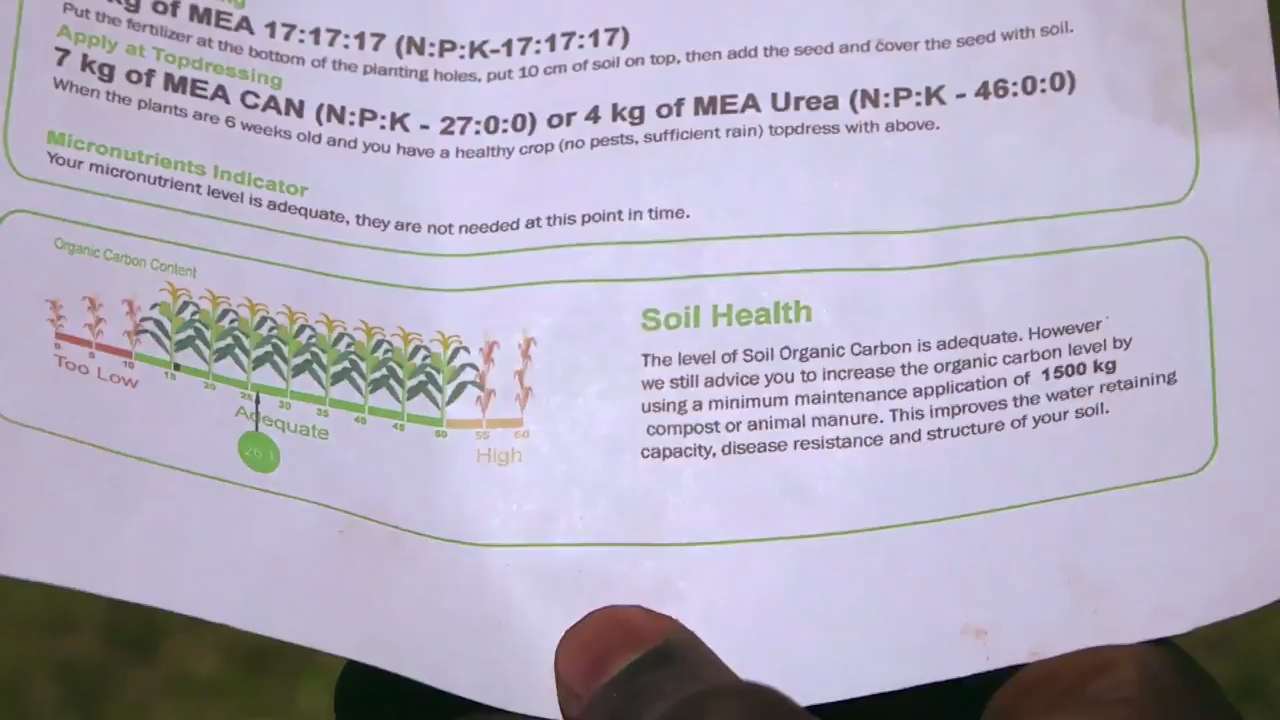 of MEA 17:17:17 (N:P:K-17:17:17)
Put the fertilizer at the bottom of the planting holes, put 10 cm of soil on top, then add the seed and cover the seed with soil.
Apply at Topdressing
7 kg of MEA CAN (N:P:K - 27:0:0) or 4 kg of MEA Urea (N:P:K - 46:0:0)
When the plants are 6 weeks old and you have a healthy crop (no pests, sufficient rain) topdress with above.
Micronutrients Indicator
Your micronutrient level is adequate, they are not needed at this point in time.
Organic Carbon Content
0 5 10 15 20 25 30 35 40 45 50 55 60
Too Low
Adequate
High
Soil Health
The level of Soil Organic Carbon is adequate. However
we still advice you to increase the organic carbon level by
using a minimum maintenance application of 1500 kg
compost or animal manure. This improves the water retaining
capacity, disease resistance and structure of your soil.